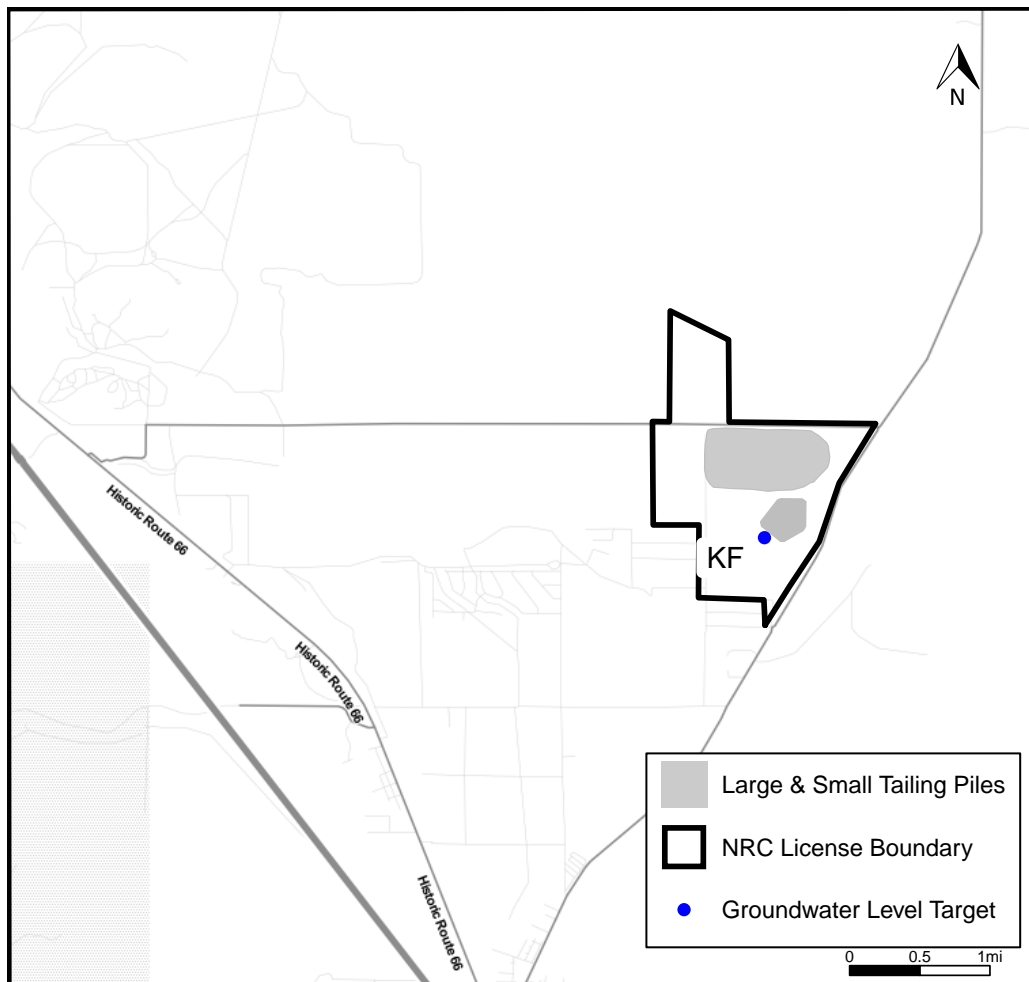 N
KF
Historic Route 66
Historic Route 66
Historic Route 66
Large & Small Tailing Piles
NRC License Boundary
Groundwater Level Target
0 0.5 1mi